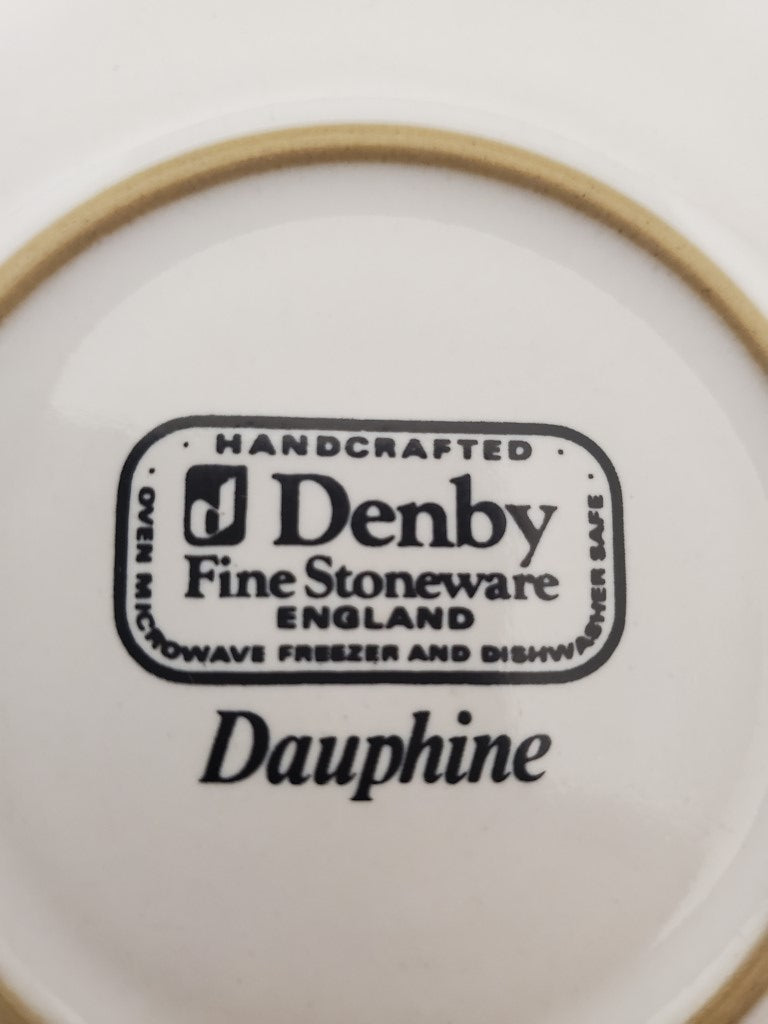 HANDCRAFTED
Denby
Fine Stoneware
ENGLAND
OVEN MICROWAVE FREEZER AND DISHWASHER SAFE
Dauphine